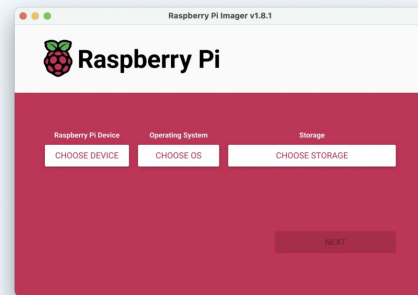 Raspberry Pi Imager v1.8.1
Raspberry Pi
Raspberry Pi Device Operating System Storage
CHOOSE DEVICE CHOOSE OS CHOOSE STORAGE
NEXT